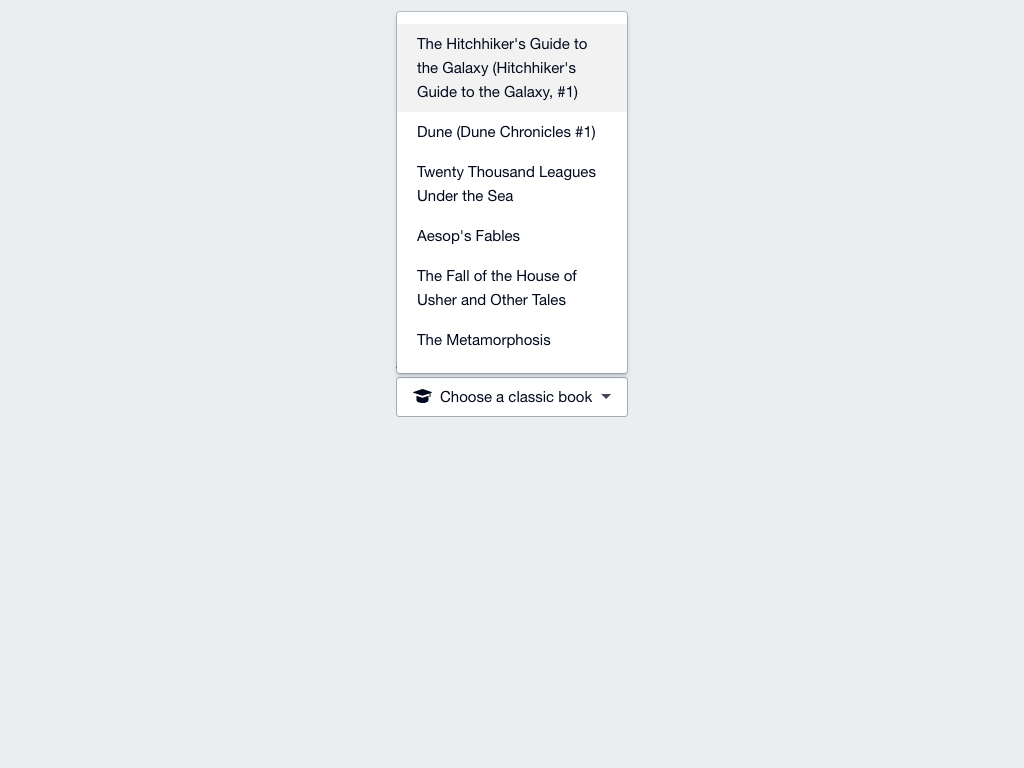 The Hitchhiker's Guide to
the Galaxy (Hitchhiker's
Guide to the Galaxy, #1)
Dune (Dune Chronicles #1)
Twenty Thousand Leagues
Under the Sea
Aesop's Fables
The Fall of the House of
Usher and Other Tales
The Metamorphosis
Choose a classic book